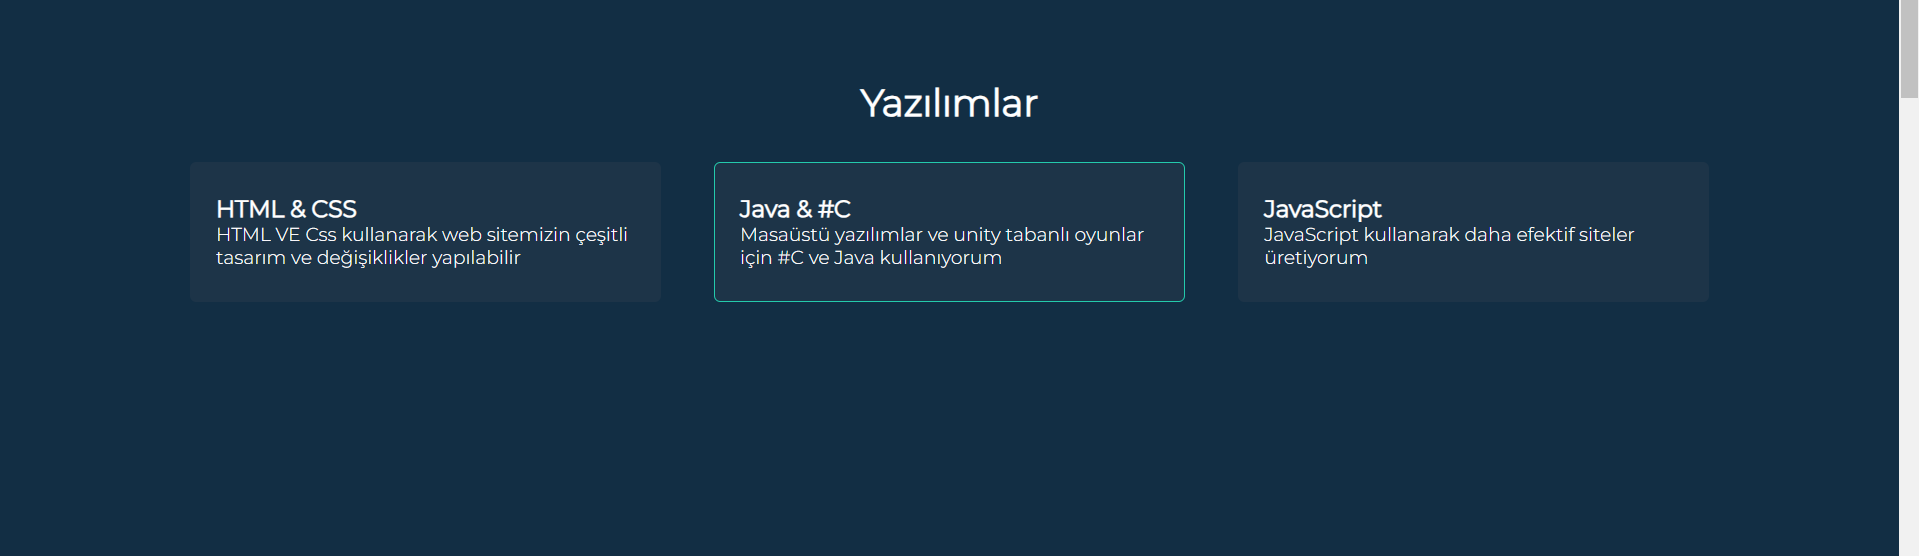 Yazılımlar
HTML & CSS
HTML VE Css kullanarak web sitemizin çeşitli
tasarım ve değişiklikler yapılabilir
Java & #C
Masaüstü yazılımlar ve unity tabanlı oyunlar
için #C ve Java kullanıyorum
JavaScript
JavaScript kullanarak daha efektif siteler
üretiyorum